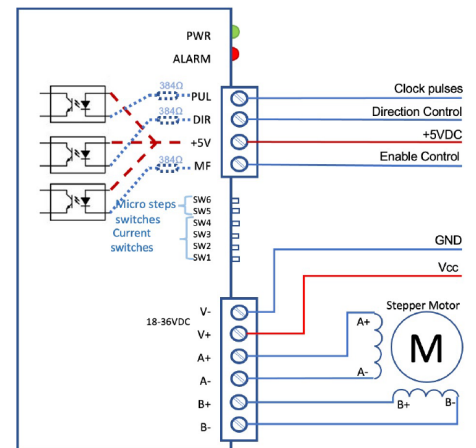 PWR
ALARM
384Ω
PUL
Clock pulses
384Ω
DIR
Direction Control
+5V
+5VDC
384Ω
MF
Enable Control
Micro steps
switches
Current
switches
SW6
SW5
SW4
SW3
SW2
SW1
GND
Vcc
18-36VDC
V-
V+
A+
A-
B+
B-
Stepper Motor
A+
M
A-
B+
B-